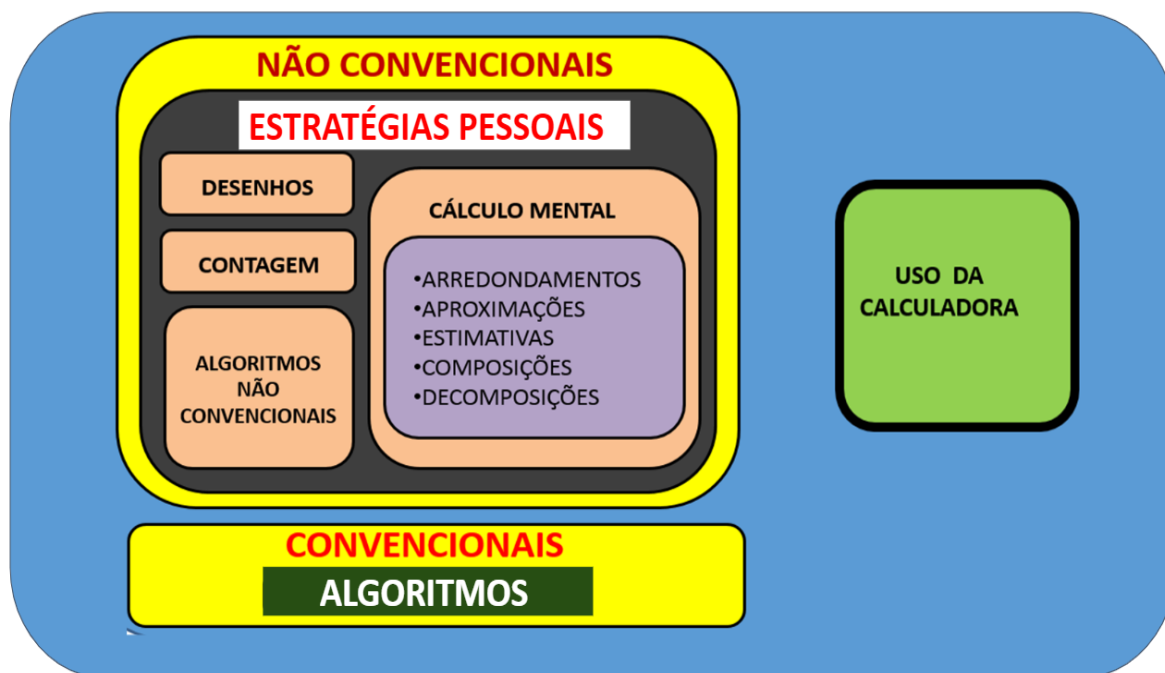 NÃO CONVENCIONAIS
ESTRATÉGIAS PESSOAIS
DESENHOS
CONTAGEM
ALGORITMOS
NÃO
CONVENCIONAIS
CÁLCULO MENTAL
•ARREDONDAMENTOS
•APROXIMAÇÕES
•ESTIMATIVAS
•COMPOSIÇÕES
•DECOMPOSIÇÕES
USO DA
CALCULADORA
CONVENCIONAIS
ALGORITMOS